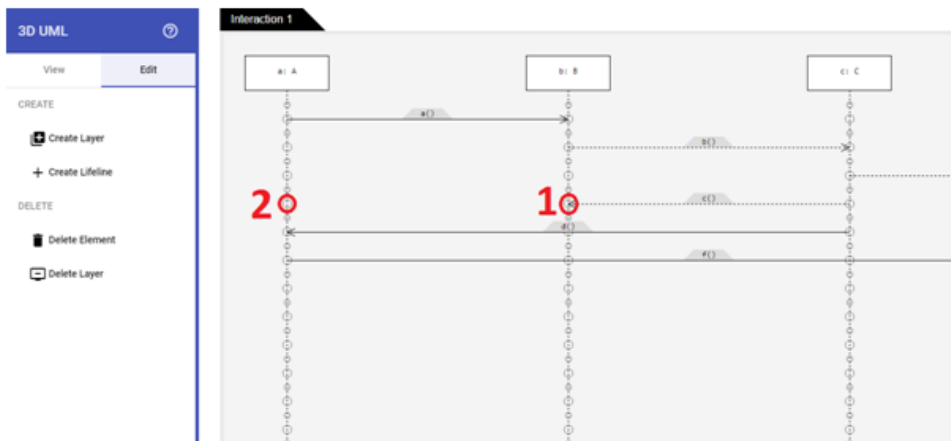 3D UML
View Edit
CREATE
Create Layer
Create Lifeline
DELETE
Delete Element
Delete Layer
Interaction 1
a: A
b: B
c: C
a()
b()
2
1
c()
d()
f()